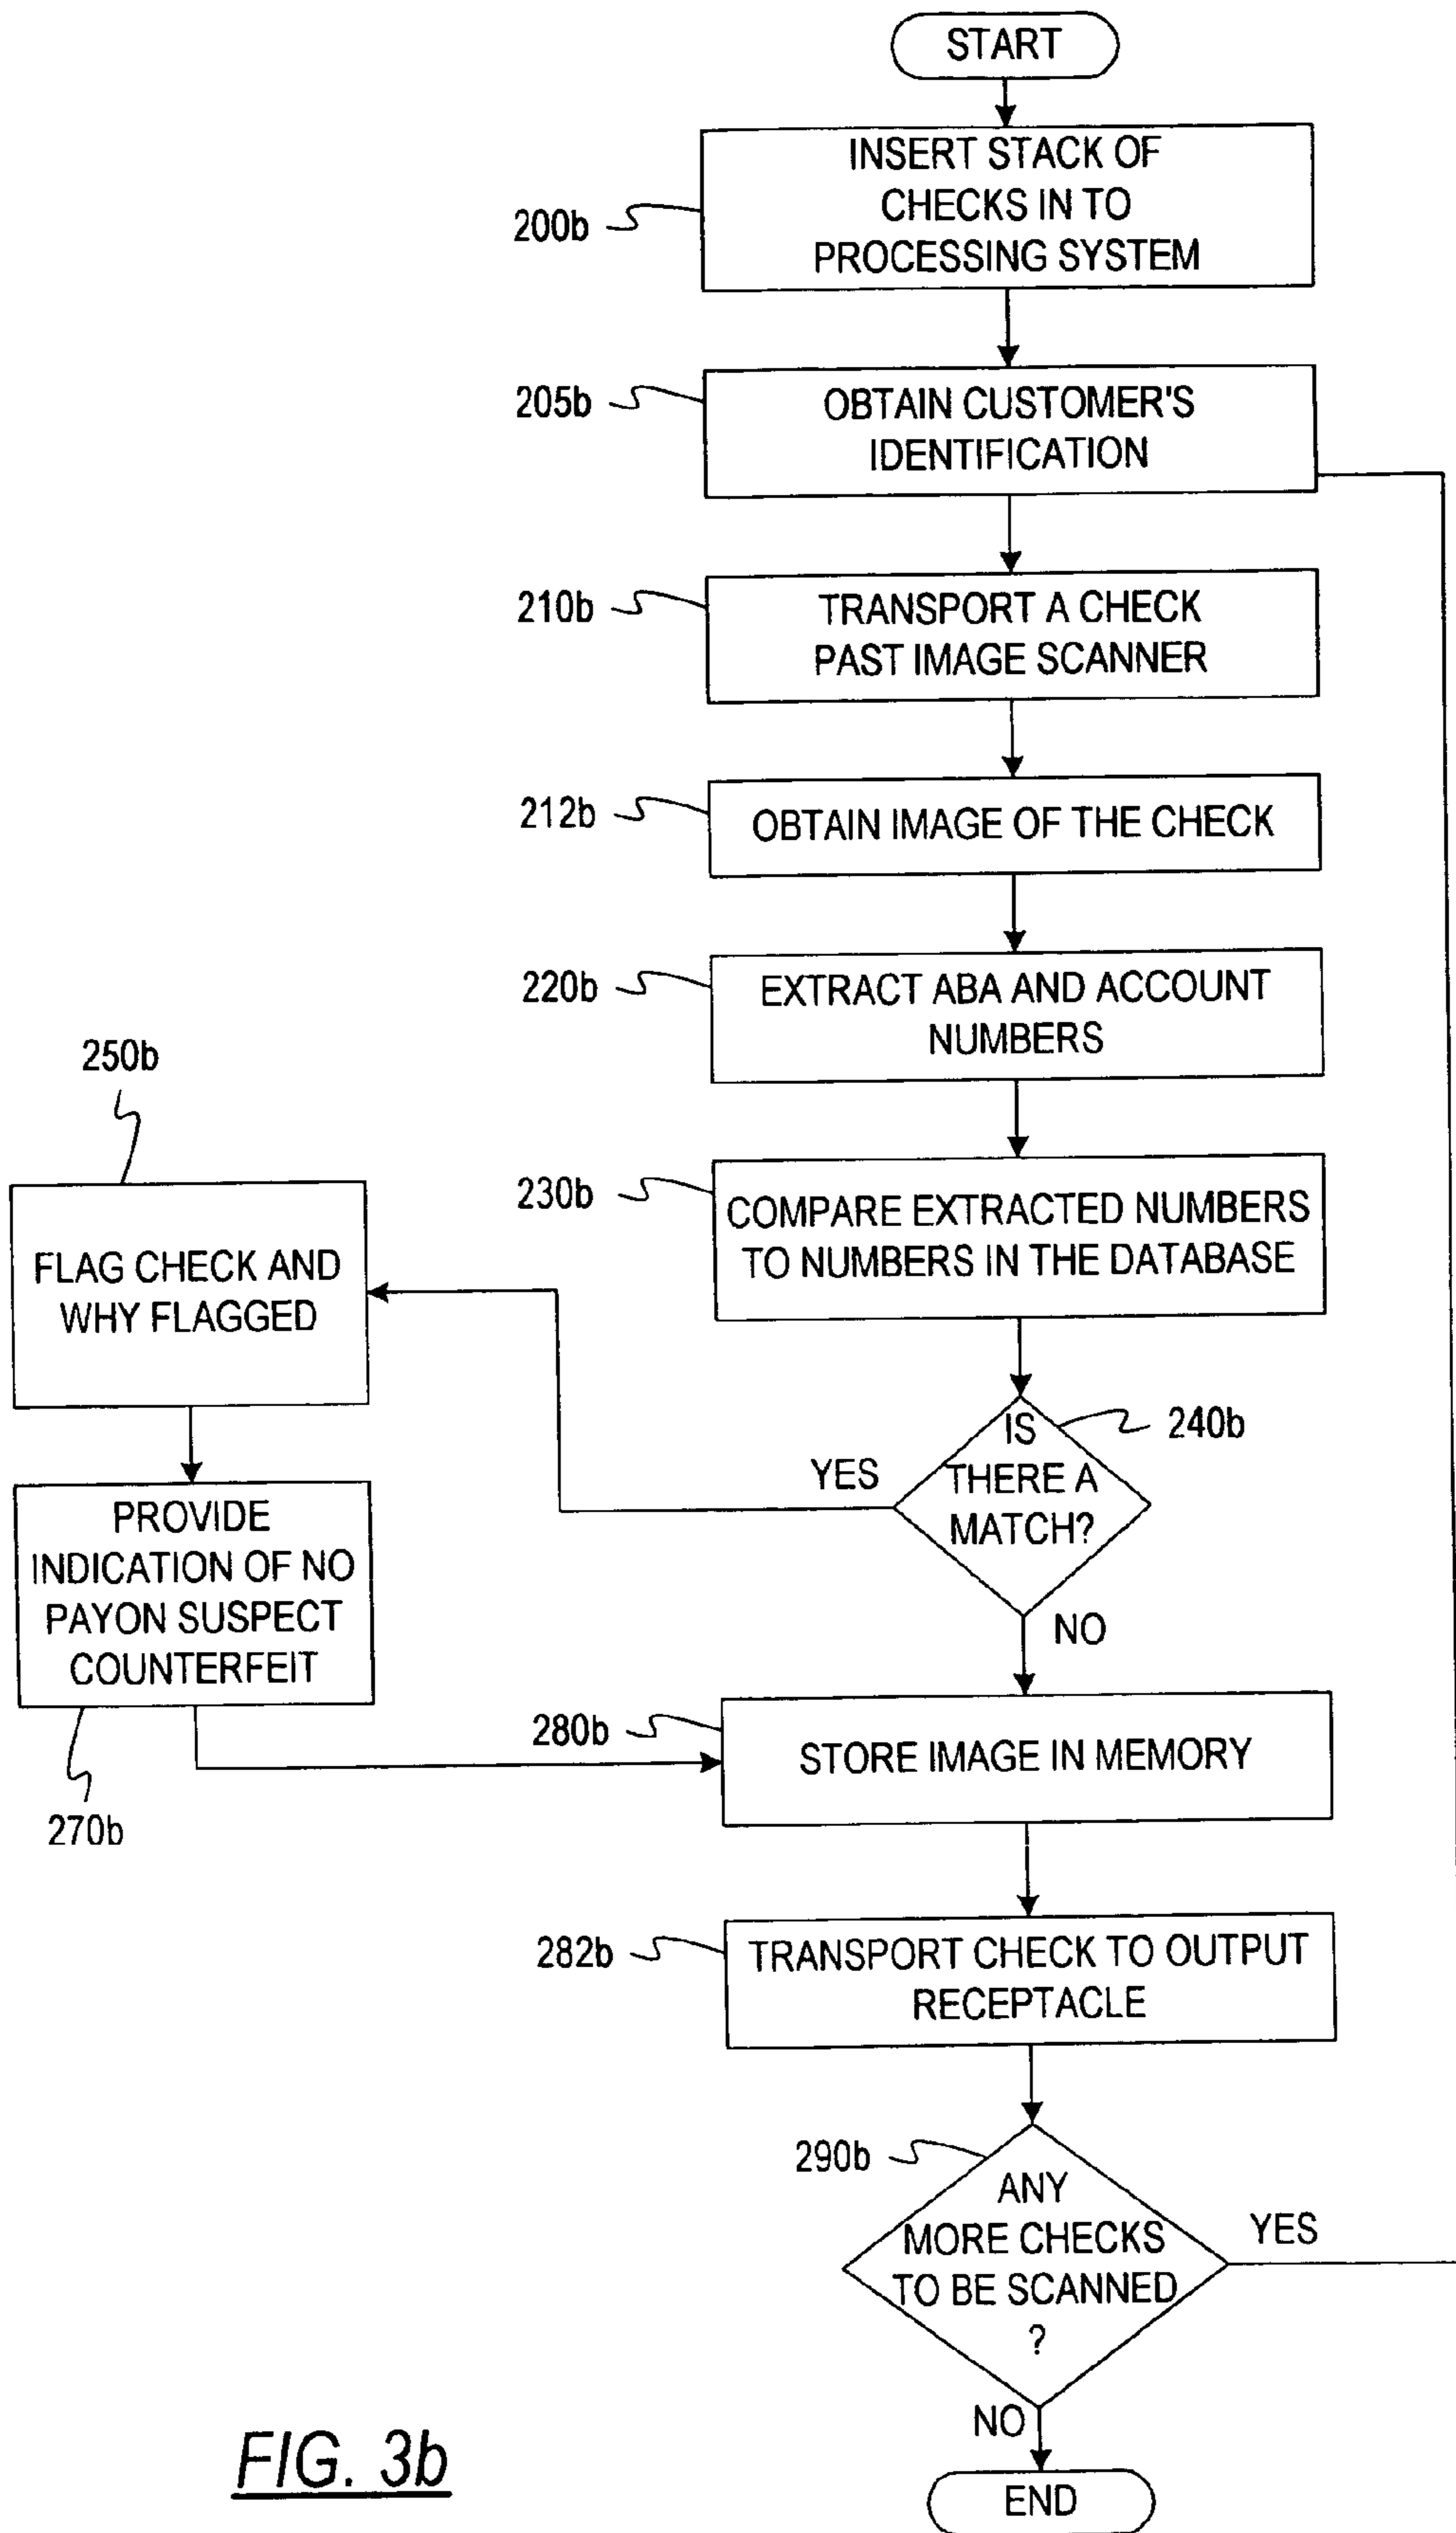 START
INSERT STACK OF
CHECKS IN TO
PROCESSING SYSTEM
200b
205b
OBTAIN CUSTOMER'S
IDENTIFICATION
210b
TRANSPORT A CHECK
PAST IMAGE SCANNER
212b
OBTAIN IMAGE OF THE CHECK
220b
EXTRACT ABA AND ACCOUNT
NUMBERS
250b
230b
COMPARE EXTRACTED NUMBERS
TO NUMBERS IN THE DATABASE
FLAG CHECK AND
WHY FLAGGED
240b
IS
THERE A
MATCH?
YES
NO
PROVIDE
INDICATION OF NO
PAYON SUSPECT
COUNTERFEIT
270b
280b
STORE IMAGE IN MEMORY
282b
TRANSPORT CHECK TO OUTPUT
RECEPTACLE
290b
ANY
MORE CHECKS
TO BE SCANNED
?
YES
NO
END
FIG. 3b